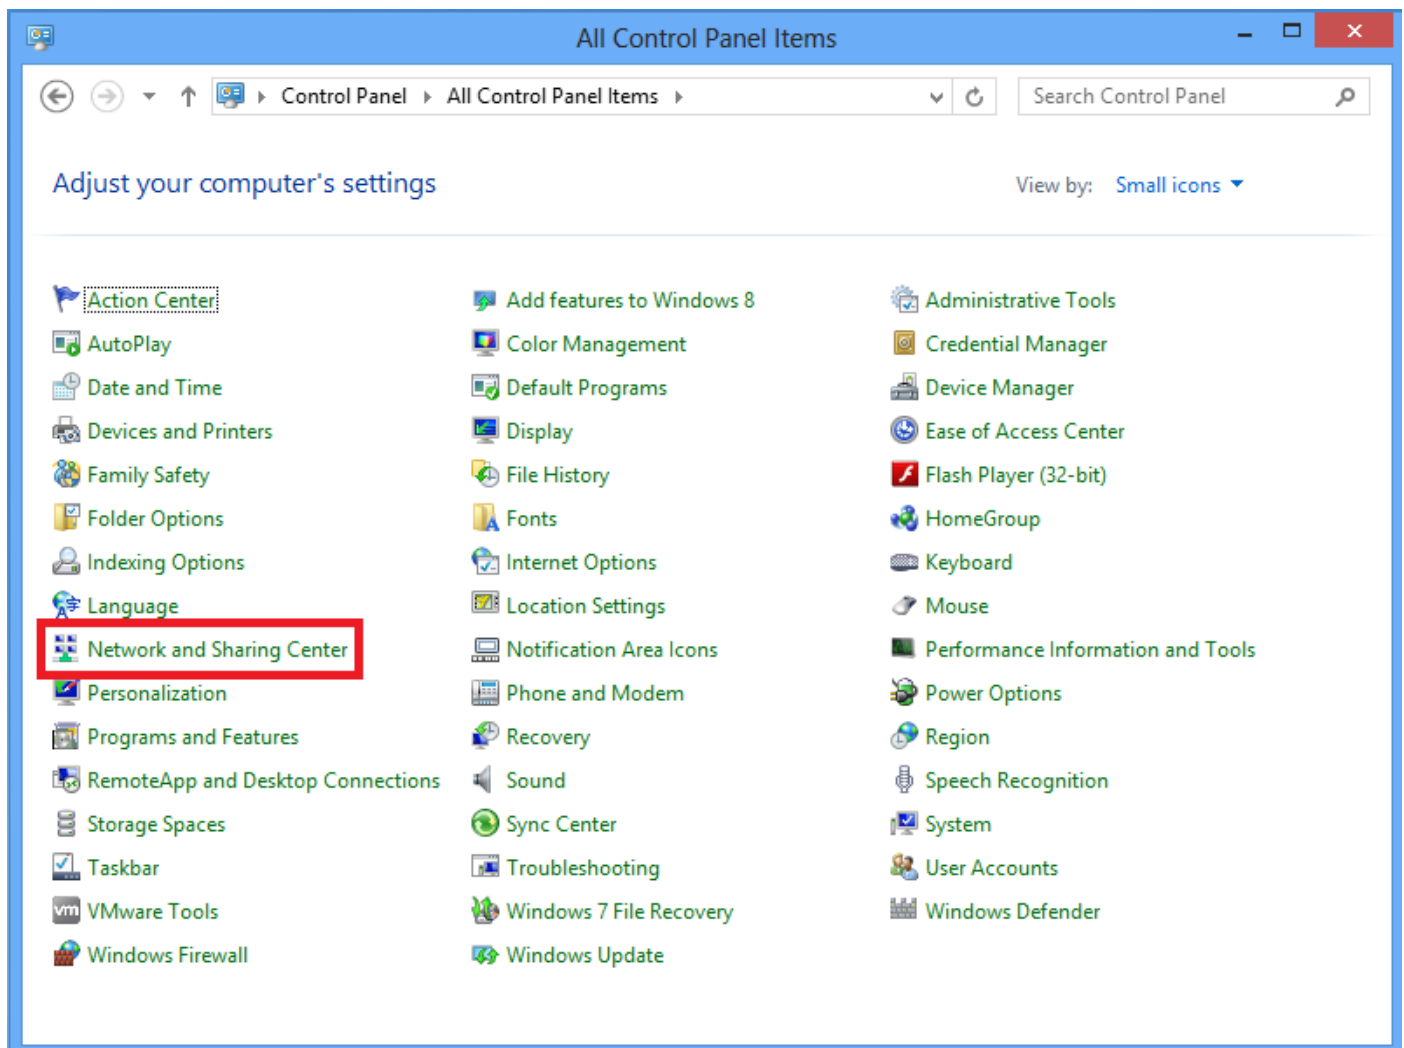 All Control Panel Items
Control Panel All Control Panel Items Search Control Panel
Adjust your computer's settings View by: Small icons
Action Center Add features to Windows 8 Administrative Tools
AutoPlay Color Management Credential Manager
Date and Time Default Programs Device Manager
Devices and Printers Display Ease of Access Center
Family Safety File History Flash Player (32-bit)
Folder Options Fonts HomeGroup
Indexing Options Internet Options Keyboard
Language Location Settings Mouse
Network and Sharing Center Notification Area Icons Performance Information and Tools
Personalization Phone and Modem Power Options
Programs and Features Recovery Region
RemoteApp and Desktop Connections Sound Speech Recognition
Storage Spaces Sync Center System
Taskbar Troubleshooting User Accounts
vm VMware Tools Windows 7 File Recovery Windows Defender
Windows Firewall Windows Update